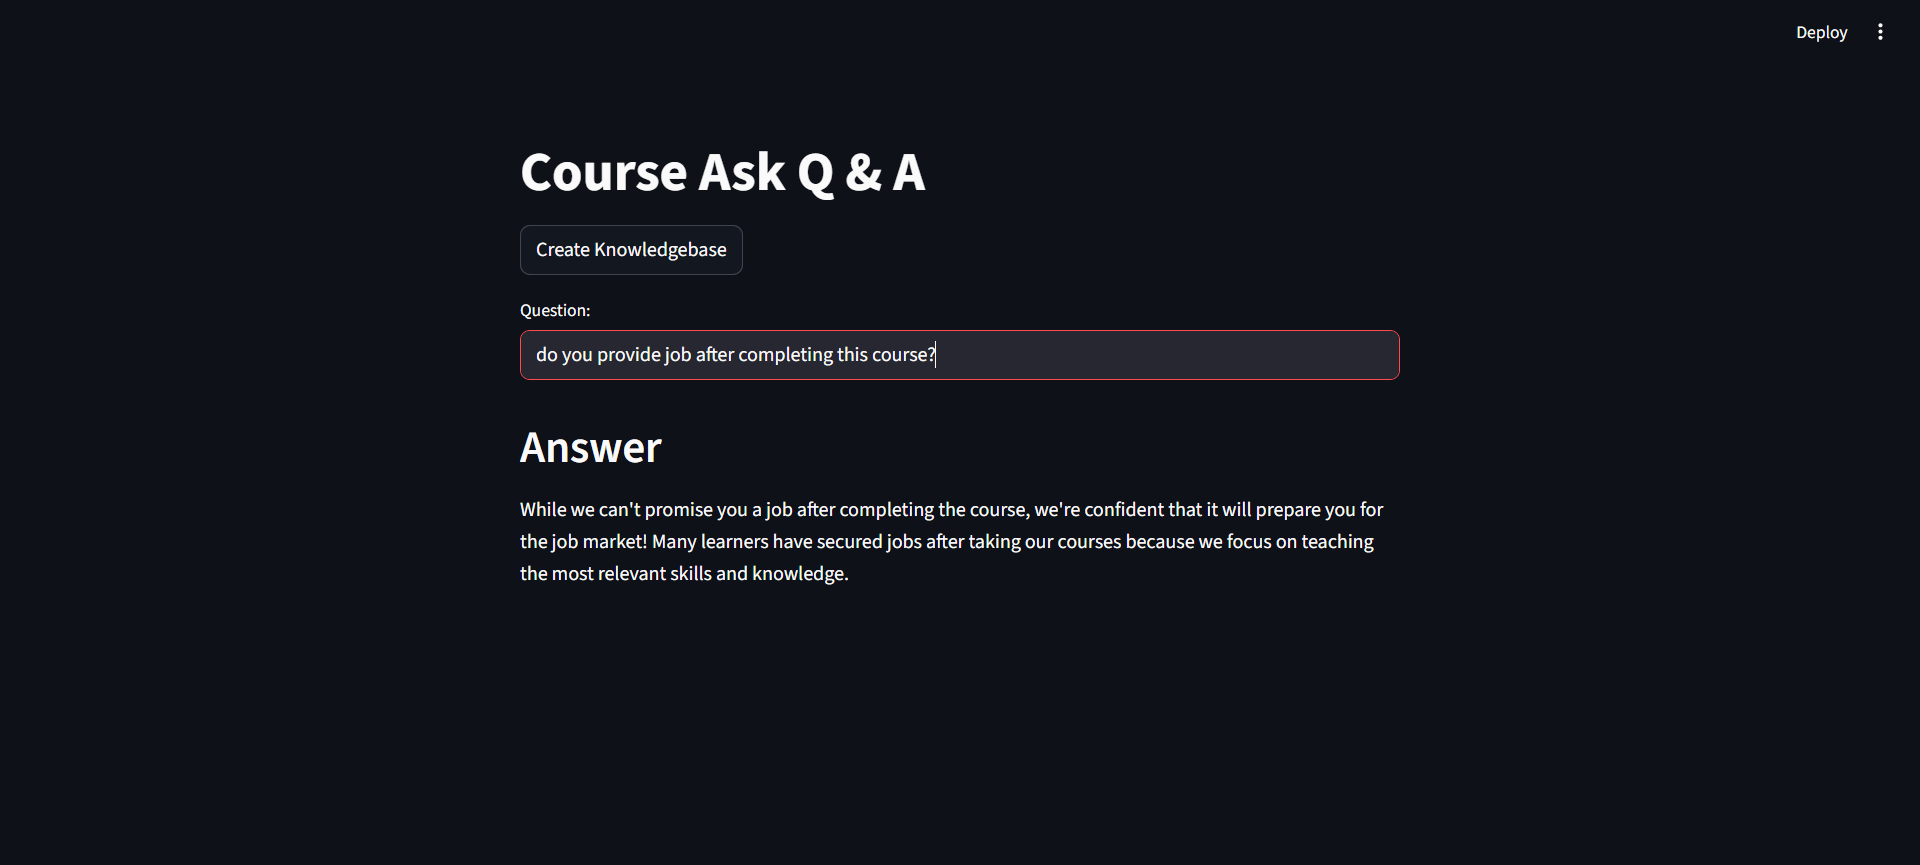 Deploy
Course Ask Q & A
Create Knowledgebase
Question:
do you provide job after completing this course?
Answer
While we can't promise you a job after completing the course, we're confident that it will prepare you for
the job market! Many learners have secured jobs after taking our courses because we focus on teaching
the most relevant skills and knowledge.